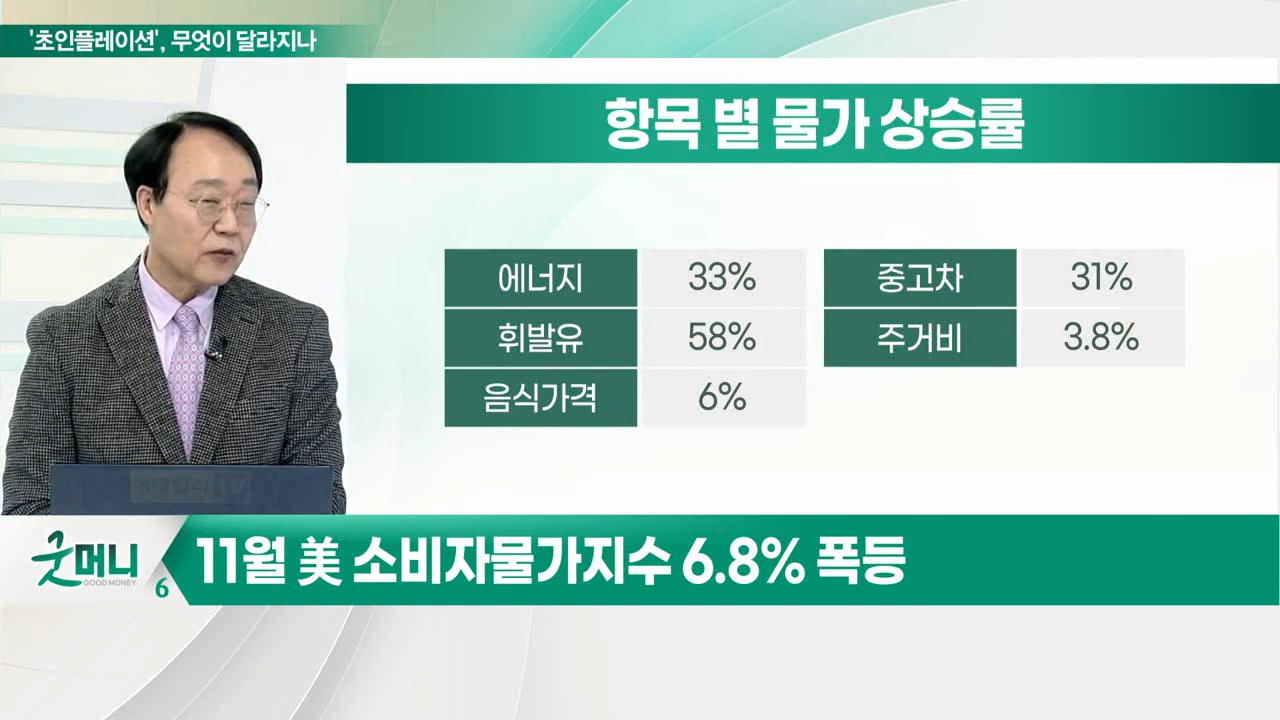 '초인플레이션', 무엇이 달라지나
항목 별 물가 상승률
에너지 33% 중고차 31%
휘발유 58% 주거비 3.8%
음식가격 6%
굿머니
GOOD MONEY
6
11월 美 소비자물가지수 6.8% 폭등